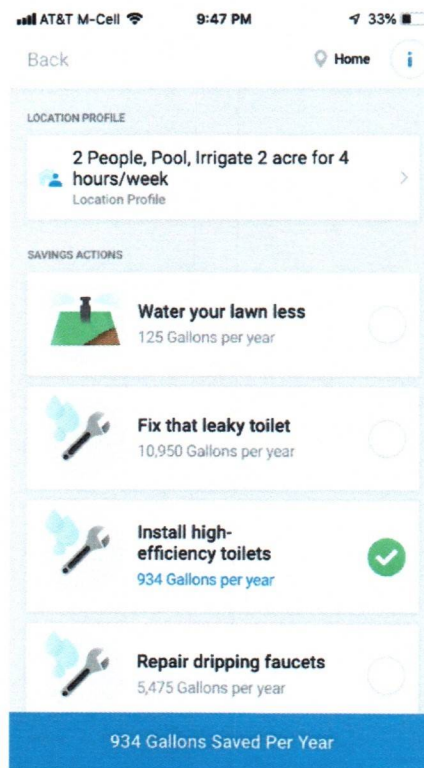 AT&T M-Cell 9:47 PM 33%
Back Home i
LOCATION PROFILE
2 People, Pool, Irrigate 2 acre for 4
hours/week
Location Profile
SAVINGS ACTIONS
Water your lawn less
125 Gallons per year
Fix that leaky toilet
10,950 Gallons per year
Install high-
efficiency toilets
934 Gallons per year
Repair dripping faucets
5,475 Gallons per year
934 Gallons Saved Per Year